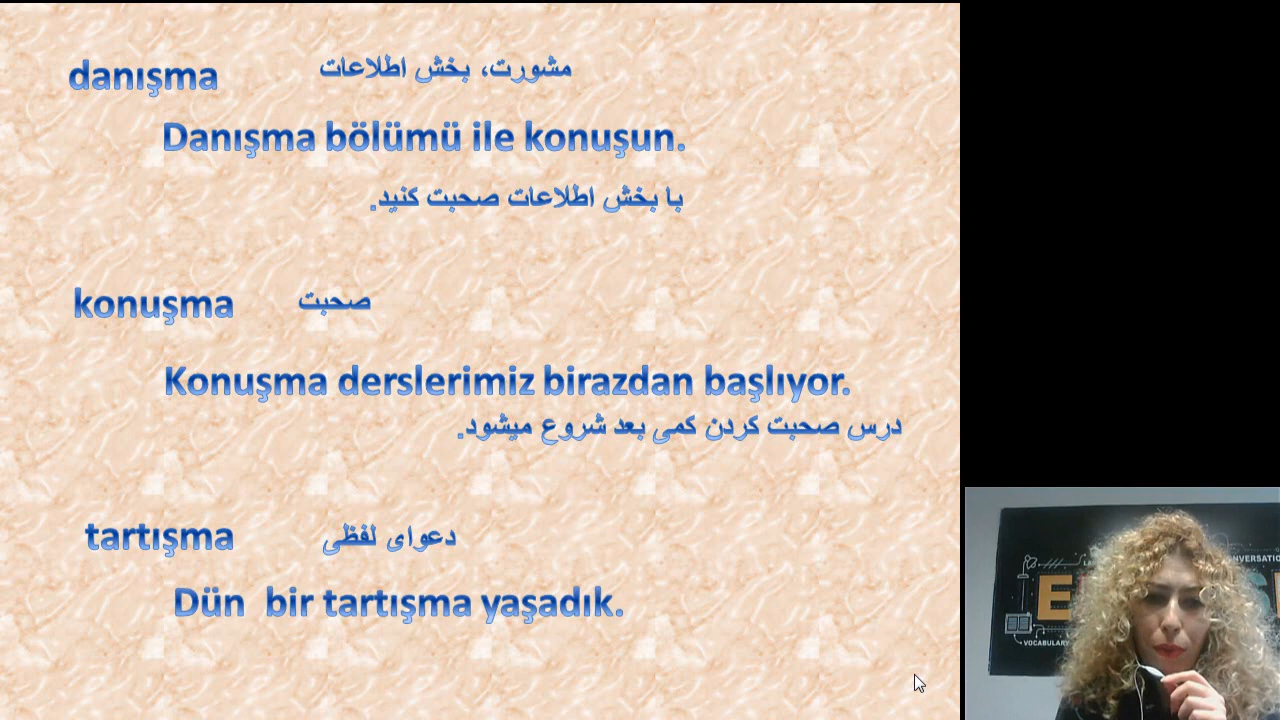 danışma مشورت، بخش اطلاعات
Danışma bölümü ile konuşun.
با بخش اطلاعات صحبت کنید.
konuşma صحبت
Konuşma derslerimiz birazdan başlıyor.
درس صحبت کردن کمی بعد شروع میشود.
tartışma دعوای لفظی
Dün bir tartışma yaşadık.
VOCABULARY